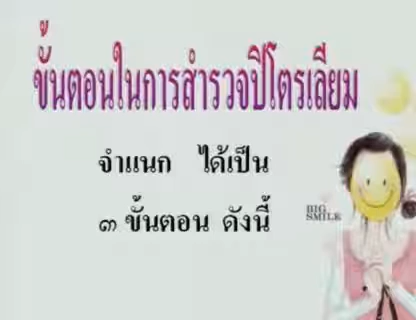 ขั้นตอนในการสำรวจปิโตรเลียม
จำแนก ได้เป็น
๓ ขั้นตอน ดังนี้
BIG
SMILE